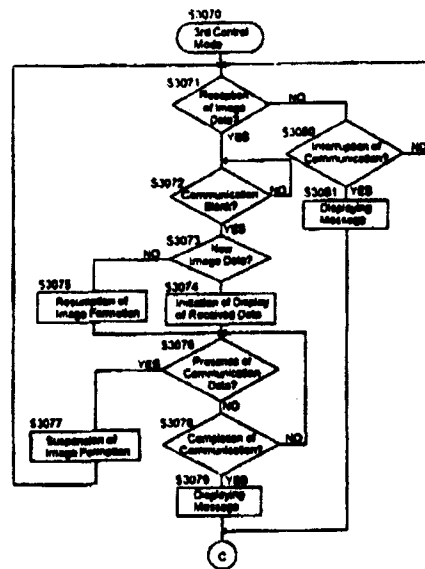 S3070
3rd Control
Mode
S3071
Reception
of Image
Data?
NO
YES
S3080
Interruption of
Communication?
NO
YES
S3072
Communication
Blank?
NO
YES
S3081
Displaying
Message
S3073
New
Image Data?
NO
YES
S3075
Resumption of
Image Formation
S3074
Initiation of Display
of Received Data
S3076
Presence of
Communication
Data?
YES
NO
S3077
Suspension of
Image Formation
S3078
Completion of
Communication?
NO
YES
S3079
Displaying
Message
C